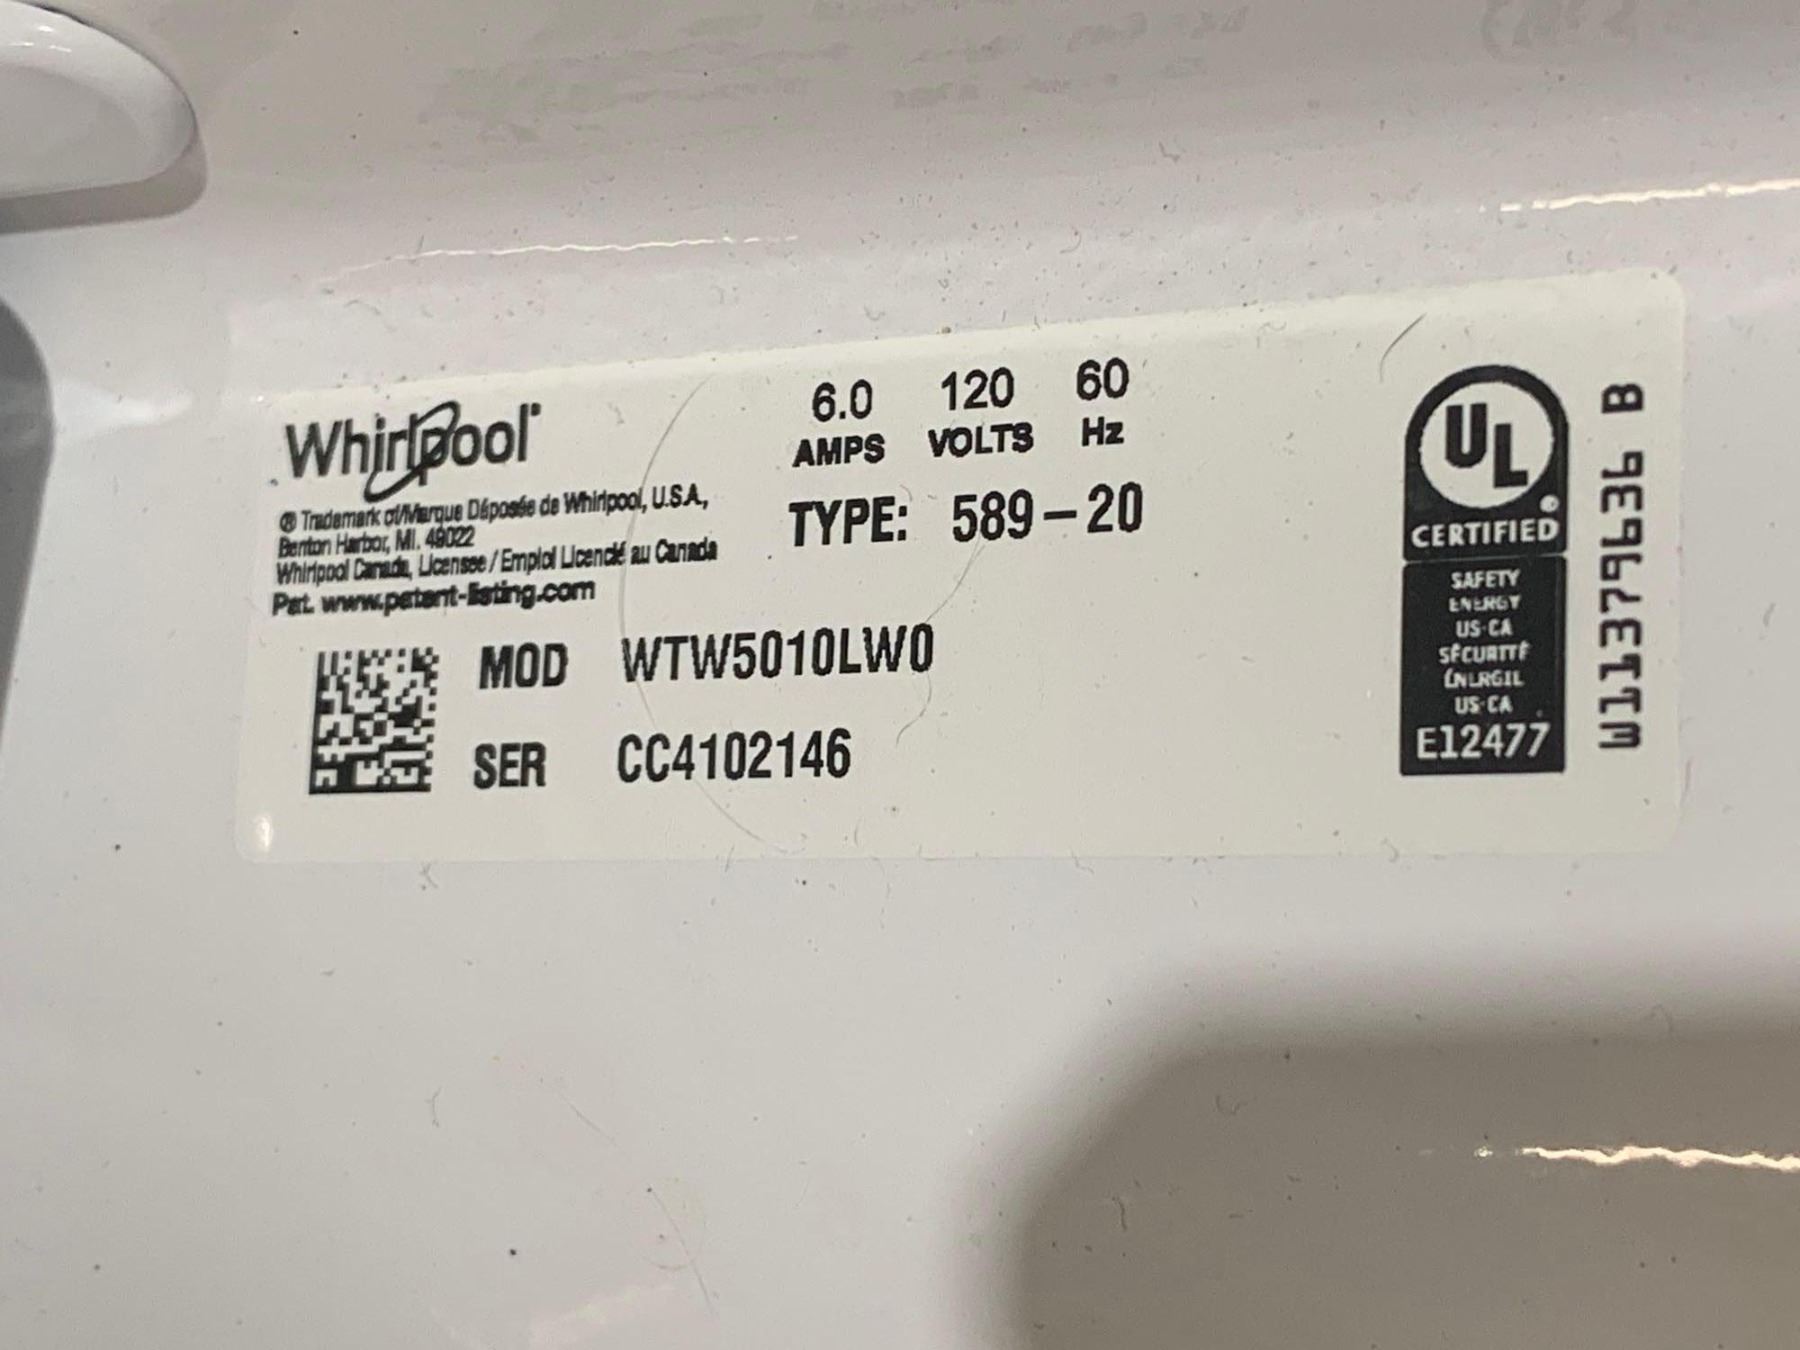 Whirlpool®
® Trademark of/Marque Déposée de Whirlpool, U.S.A.,
Benton Harbor, MI. 49022
Whirlpool Canada, Licensee / Emploi Licencié au Canada
Pat. www.patent-listing.com
6.0 120 60
AMPS VOLTS Hz
TYPE: 589-20
MOD WTW5010LW0
SER CC4102146
UL
CERTIFIED
SAFETY
ENERGY
US-CA
SÉCURITÉ
ÉNERGIE
US-CA
E12477
W11379636 B